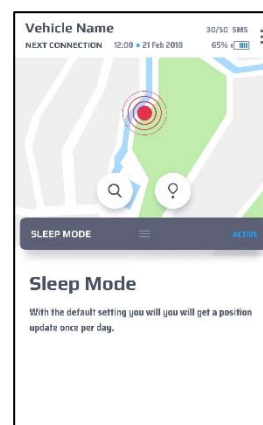 Vehicle Name
30/50 SMS
NEXT CONNECTION 12:00 • 21 Feb 2018
65%
SLEEP MODE
ACTIVE
Sleep Mode
With the default setting you will you will get a position
update once per day.